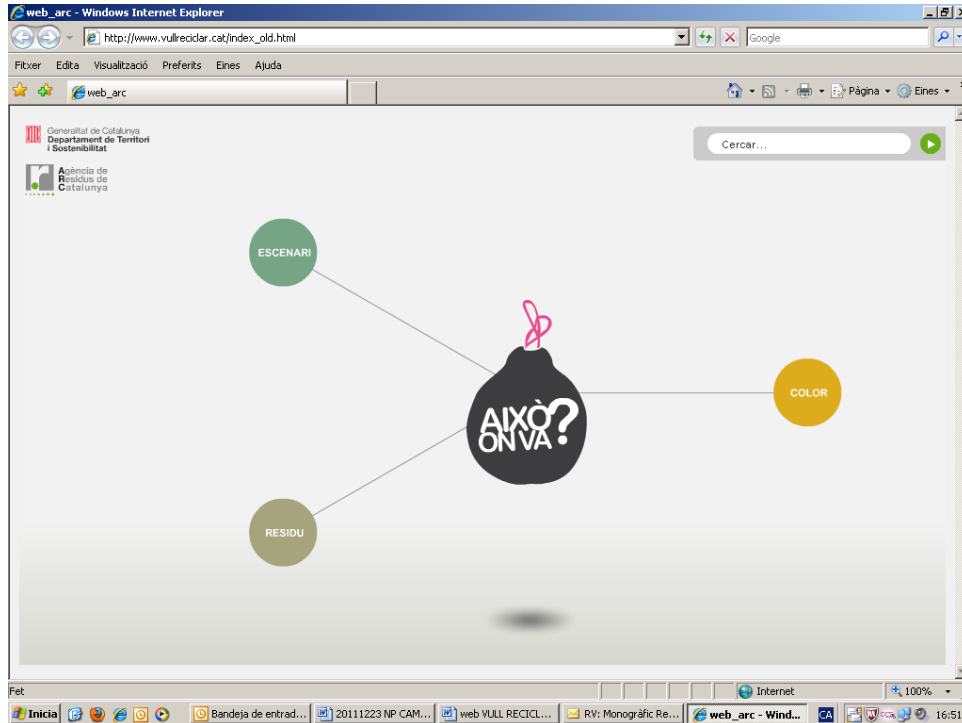 web_arc - Windows Internet Explorer
http://www.vullreciclar.cat/index_old.html
Google
Fitxer Edita Visualització Preferits Eines Ajuda
web_arc
Pàgina Eines
Generalitat de Catalunya
Departament de Territori
i Sostenibilitat
Cercar...
Agència de
Residus de
Catalunya
ESCENARI
AIXÒ
ON VA?
COLOR
RESIDU
Fet
Internet
100%
Inicia
Bandeja de entrad...
20111223 NP CAM...
web VULL RECICL...
RV: Monogràfic Re...
web_arc - Wind...
CA
16:51